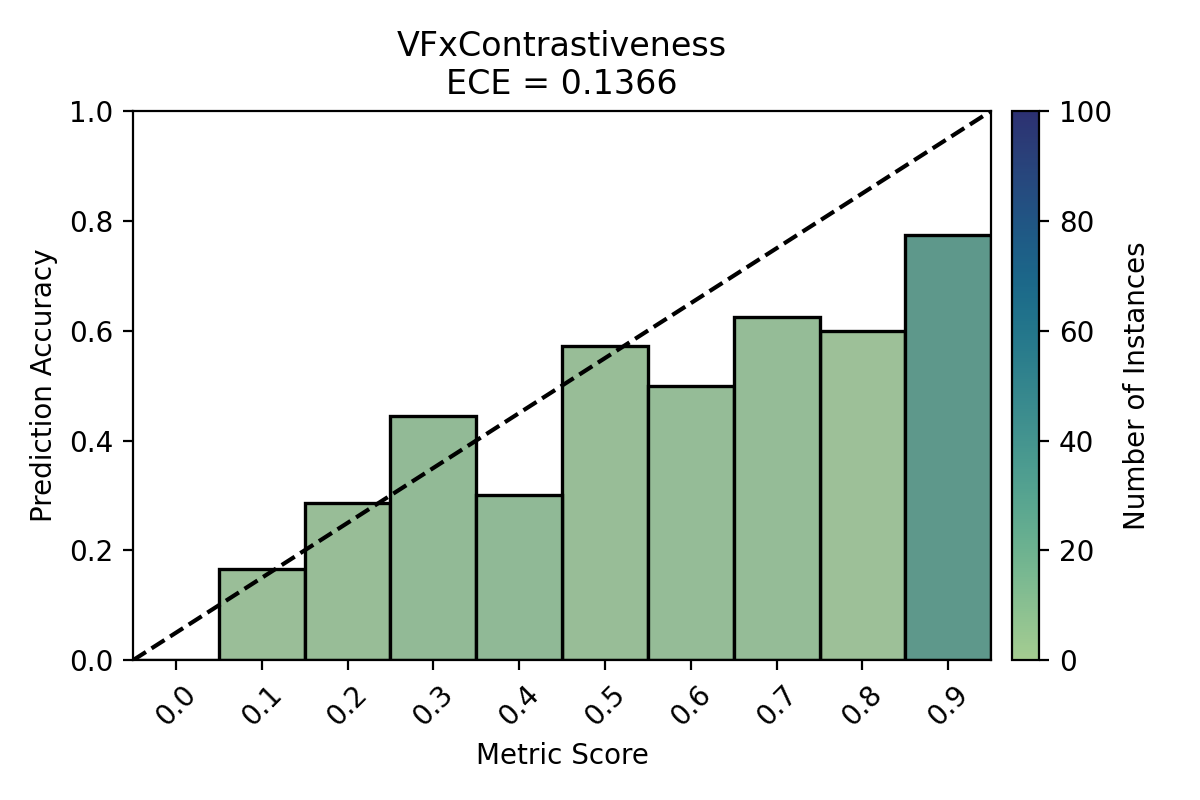 VFxContrastiveness
ECE = 0.1366
Prediction Accuracy
1.0
0.8
0.6
0.4
0.2
0.0
0.0 0.1 0.2 0.3 0.4 0.5 0.6 0.7 0.8 0.9
Metric Score
100
80
60
40
20
0
Number of Instances